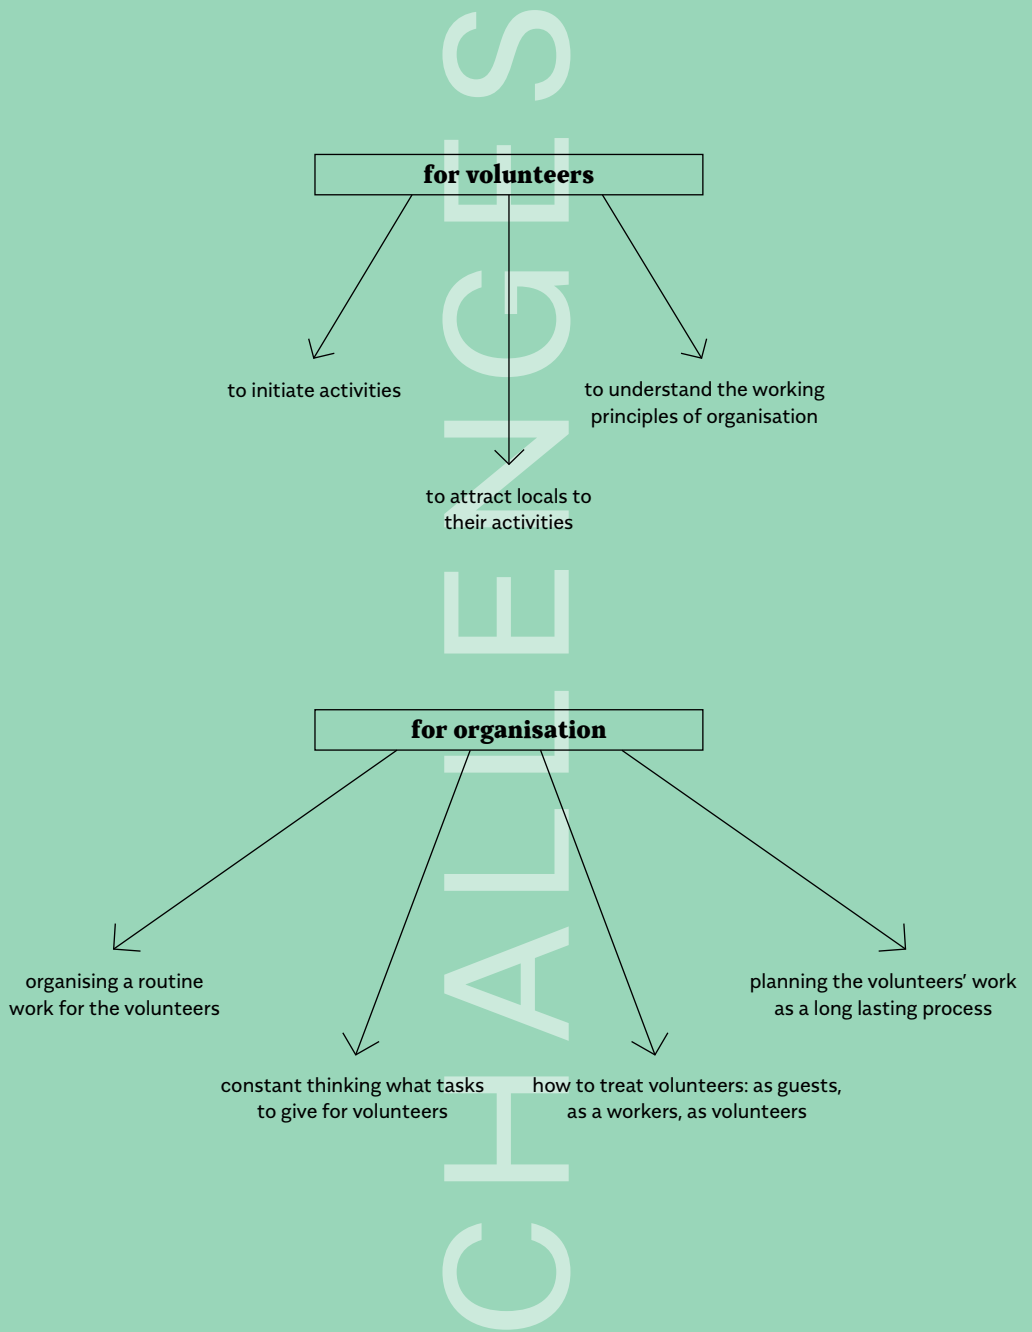 CHALLENGES
for volunteers
to initiate activities
to understand the working
principles of organisation
to attract locals to
their activities
for organisation
organising a routine
work for the volunteers
planning the volunteers’ work
as a long lasting process
constant thinking what tasks
to give for volunteers
how to treat volunteers: as guests,
as a workers, as volunteers